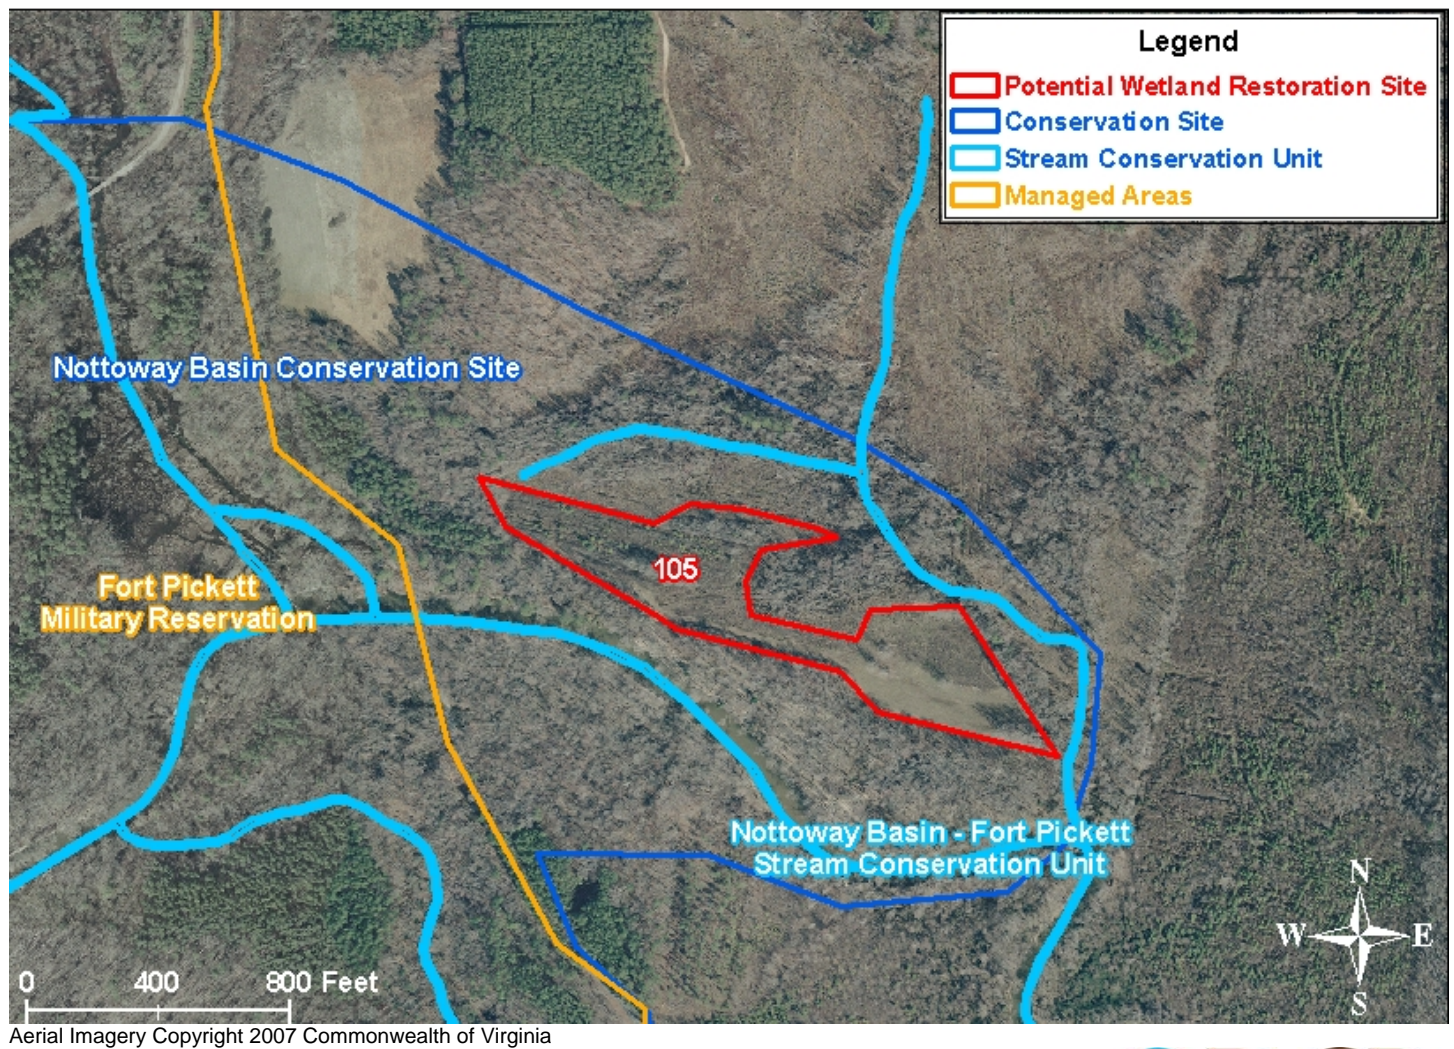 Legend
Potential Wetland Restoration Site
Conservation Site
Stream Conservation Unit
Managed Areas
Nottoway Basin Conservation Site
105
Fort Pickett
Military Reservation
Nottoway Basin - Fort Pickett
Stream Conservation Unit
N
W E
S
0 400 800 Feet
Aerial Imagery Copyright 2007 Commonwealth of Virginia